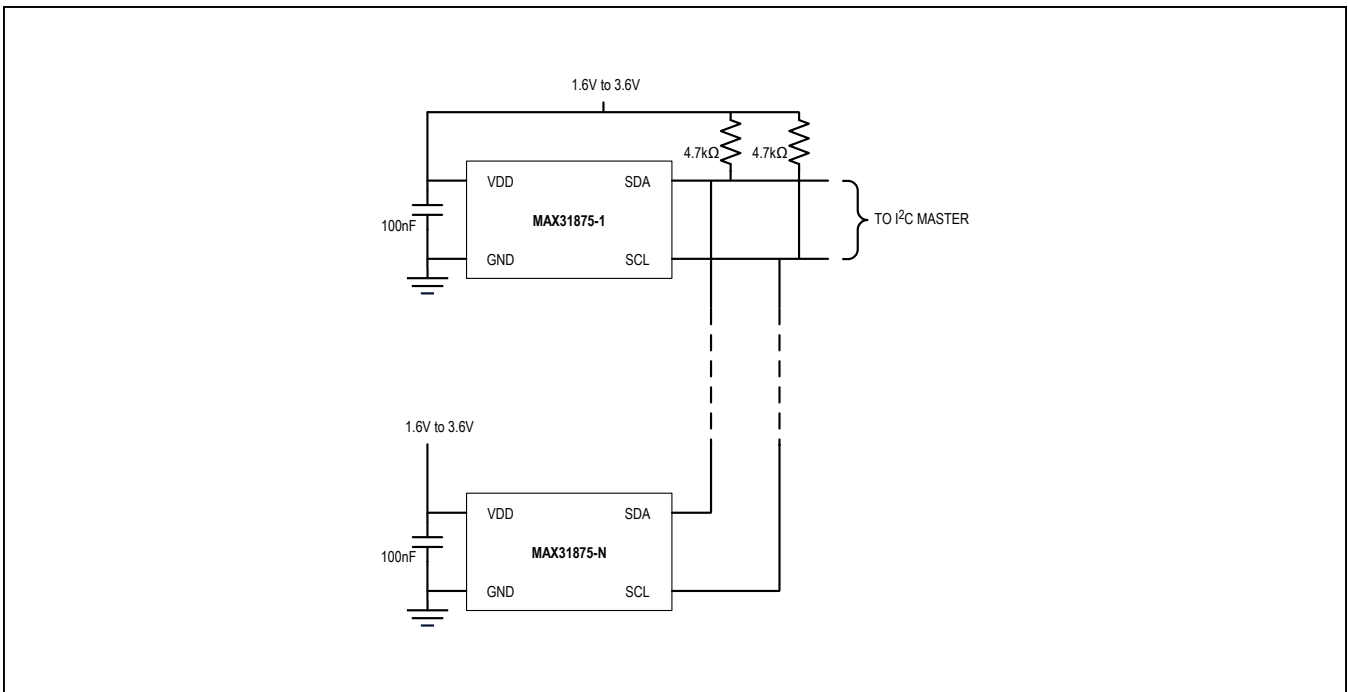 1.6V to 3.6V
4.7kΩ
4.7kΩ
VDD
SDA
100nF
MAX31875-1
TO I²C MASTER
GND
SCL
1.6V to 3.6V
VDD
SDA
100nF
MAX31875-N
GND
SCL